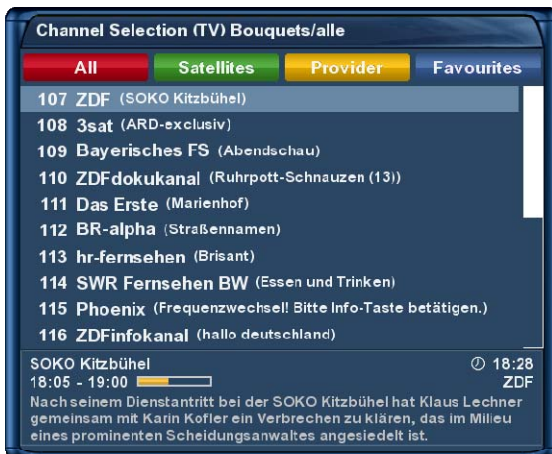 Channel Selection (TV) Bouquets/alle
All Satellites Provider Favourites
107 ZDF (SOKO Kitzbühel)
108 3sat (ARD-exclusiv)
109 Bayerisches FS (Abendschau)
110 ZDFdokukanal (Ruhrpott-Schnauzen (13))
111 Das Erste (Marienhof)
112 BR-alpha (Straßennamen)
113 hr-fernsehen (Brisant)
114 SWR Fernsehen BW (Essen und Trinken)
115 Phoenix (Frequenzwechsel! Bitte Info-Taste betätigen.)
116 ZDFinfokanal (hallo deutschland)
SOKO Kitzbühel 18:28
18:05 - 19:00 ZDF
Nach seinem Dienstantritt bei der SOKO Kitzbühel hat Klaus Lechner
gemeinsam mit Karin Kofler ein Verbrechen zu klären, das im Milieu
eines prominenten Scheidungsanwaltes angesiedelt ist.